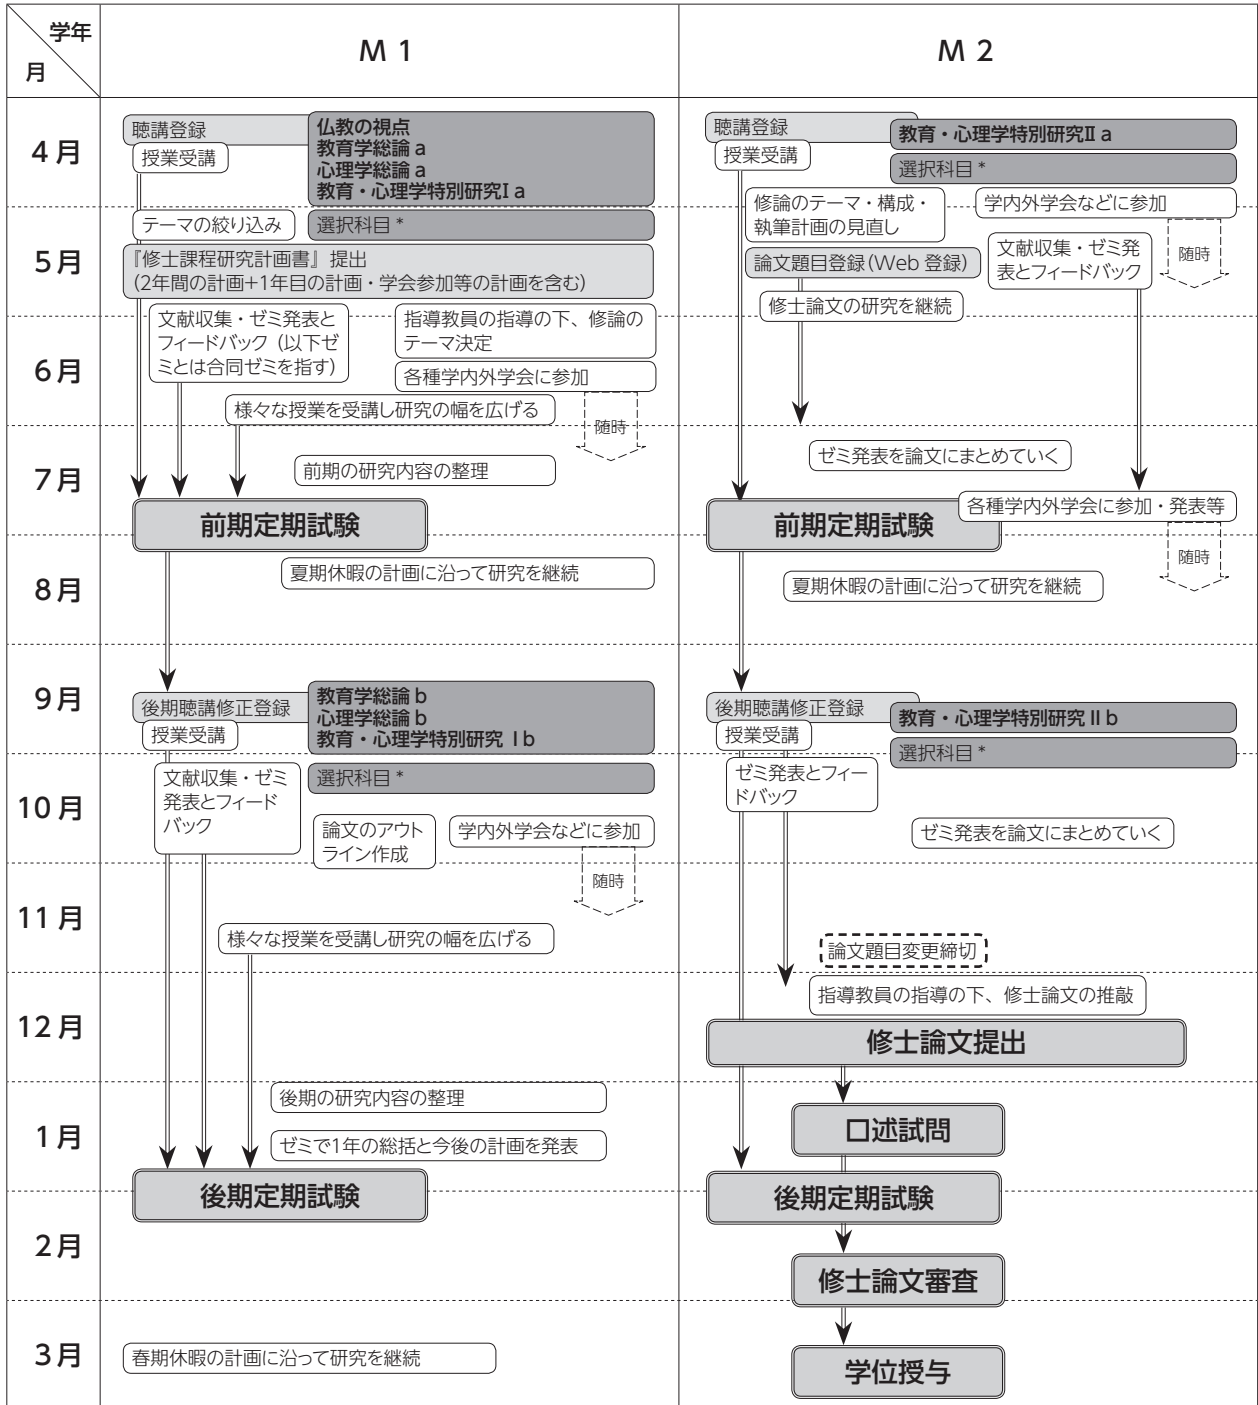 学年
月
M 1
M 2
4月
聴講登録
授業受講
仏教の視点
教育学総論 a
心理学総論 a
教育・心理学特別研究Ⅰa
聴講登録
授業受講
教育・心理学特別研究Ⅱ a
選択科目 *
修論のテーマ・構成・
執筆計画の見直し
学内外学会などに参加
随時
5月
テーマの絞り込み
選択科目 *
『修士課程研究計画書』提出
(2年間の計画+1年目の計画・学会参加等の計画を含む)
論文題目登録(Web 登録)
文献収集・ゼミ発
表とフィードバック
修士論文の研究を継続
6月
文献収集・ゼミ発表と
フィードバック (以下ゼ
ミとは合同ゼミを指す)
指導教員の指導の下、修論の
テーマ決定
各種学内外学会に参加
随時
様々な授業を受講し研究の幅を広げる
7月
前期の研究内容の整理
前期定期試験
ゼミ発表を論文にまとめていく
各種学内外学会に参加・発表等
前期定期試験
随時
8月
夏期休暇の計画に沿って研究を継続
夏期休暇の計画に沿って研究を継続
9月
後期聴講修正登録
授業受講
教育学総論 b
心理学総論 b
教育・心理学特別研究 Ⅰb
後期聴講修正登録
授業受講
教育・心理学特別研究 II b
選択科目 *
10月
文献収集・ゼミ
発表とフィード
バック
選択科目 *
論文のアウト
ライン作成
学内外学会などに参加
随時
ゼミ発表とフィー
ドバック
ゼミ発表を論文にまとめていく
11月
様々な授業を受講し研究の幅を広げる
論文題目変更締切
12月
指導教員の指導の下、修士論文の推敲
修士論文提出
1月
後期の研究内容の整理
ゼミで1年の総括と今後の計画を発表
後期定期試験
口述試問
後期定期試験
2月
修士論文審査
3月
春期休暇の計画に沿って研究を継続
学位授与